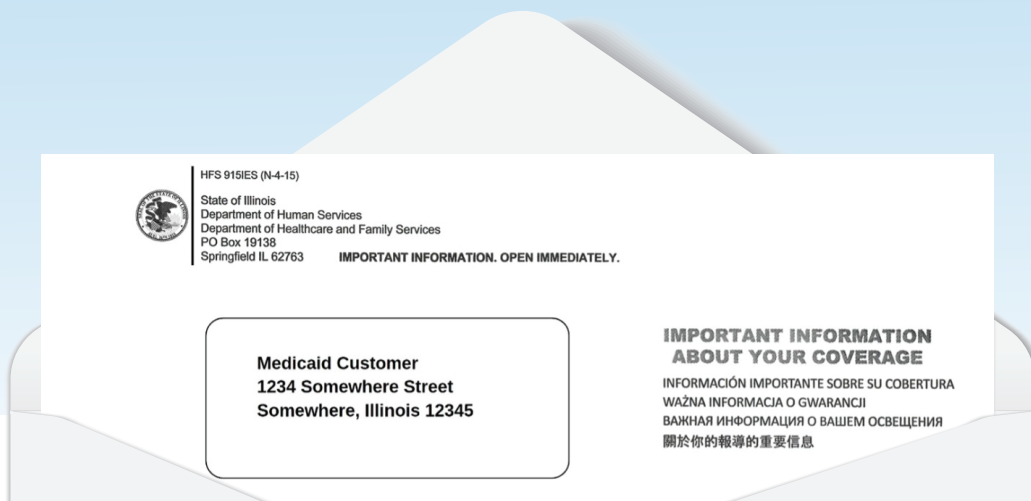 HFS 915IES (N-4-15)
State of Illinois
Department of Human Services
Department of Healthcare and Family Services
PO Box 19138
Springfield IL 62763 IMPORTANT INFORMATION. OPEN IMMEDIATELY.
Medicaid Customer
1234 Somewhere Street
Somewhere, Illinois 12345
IMPORTANT INFORMATION
ABOUT YOUR COVERAGE
INFORMACIÓN IMPORTANTE SOBRE SU COBERTURA
WAŻNA INFORMACJA O GWARANCJI
ВАЖНАЯ ИНФОРМАЦИЯ О ВАШЕМ ОСВЕЩЕНИЯ
關於你的報導的重要信息